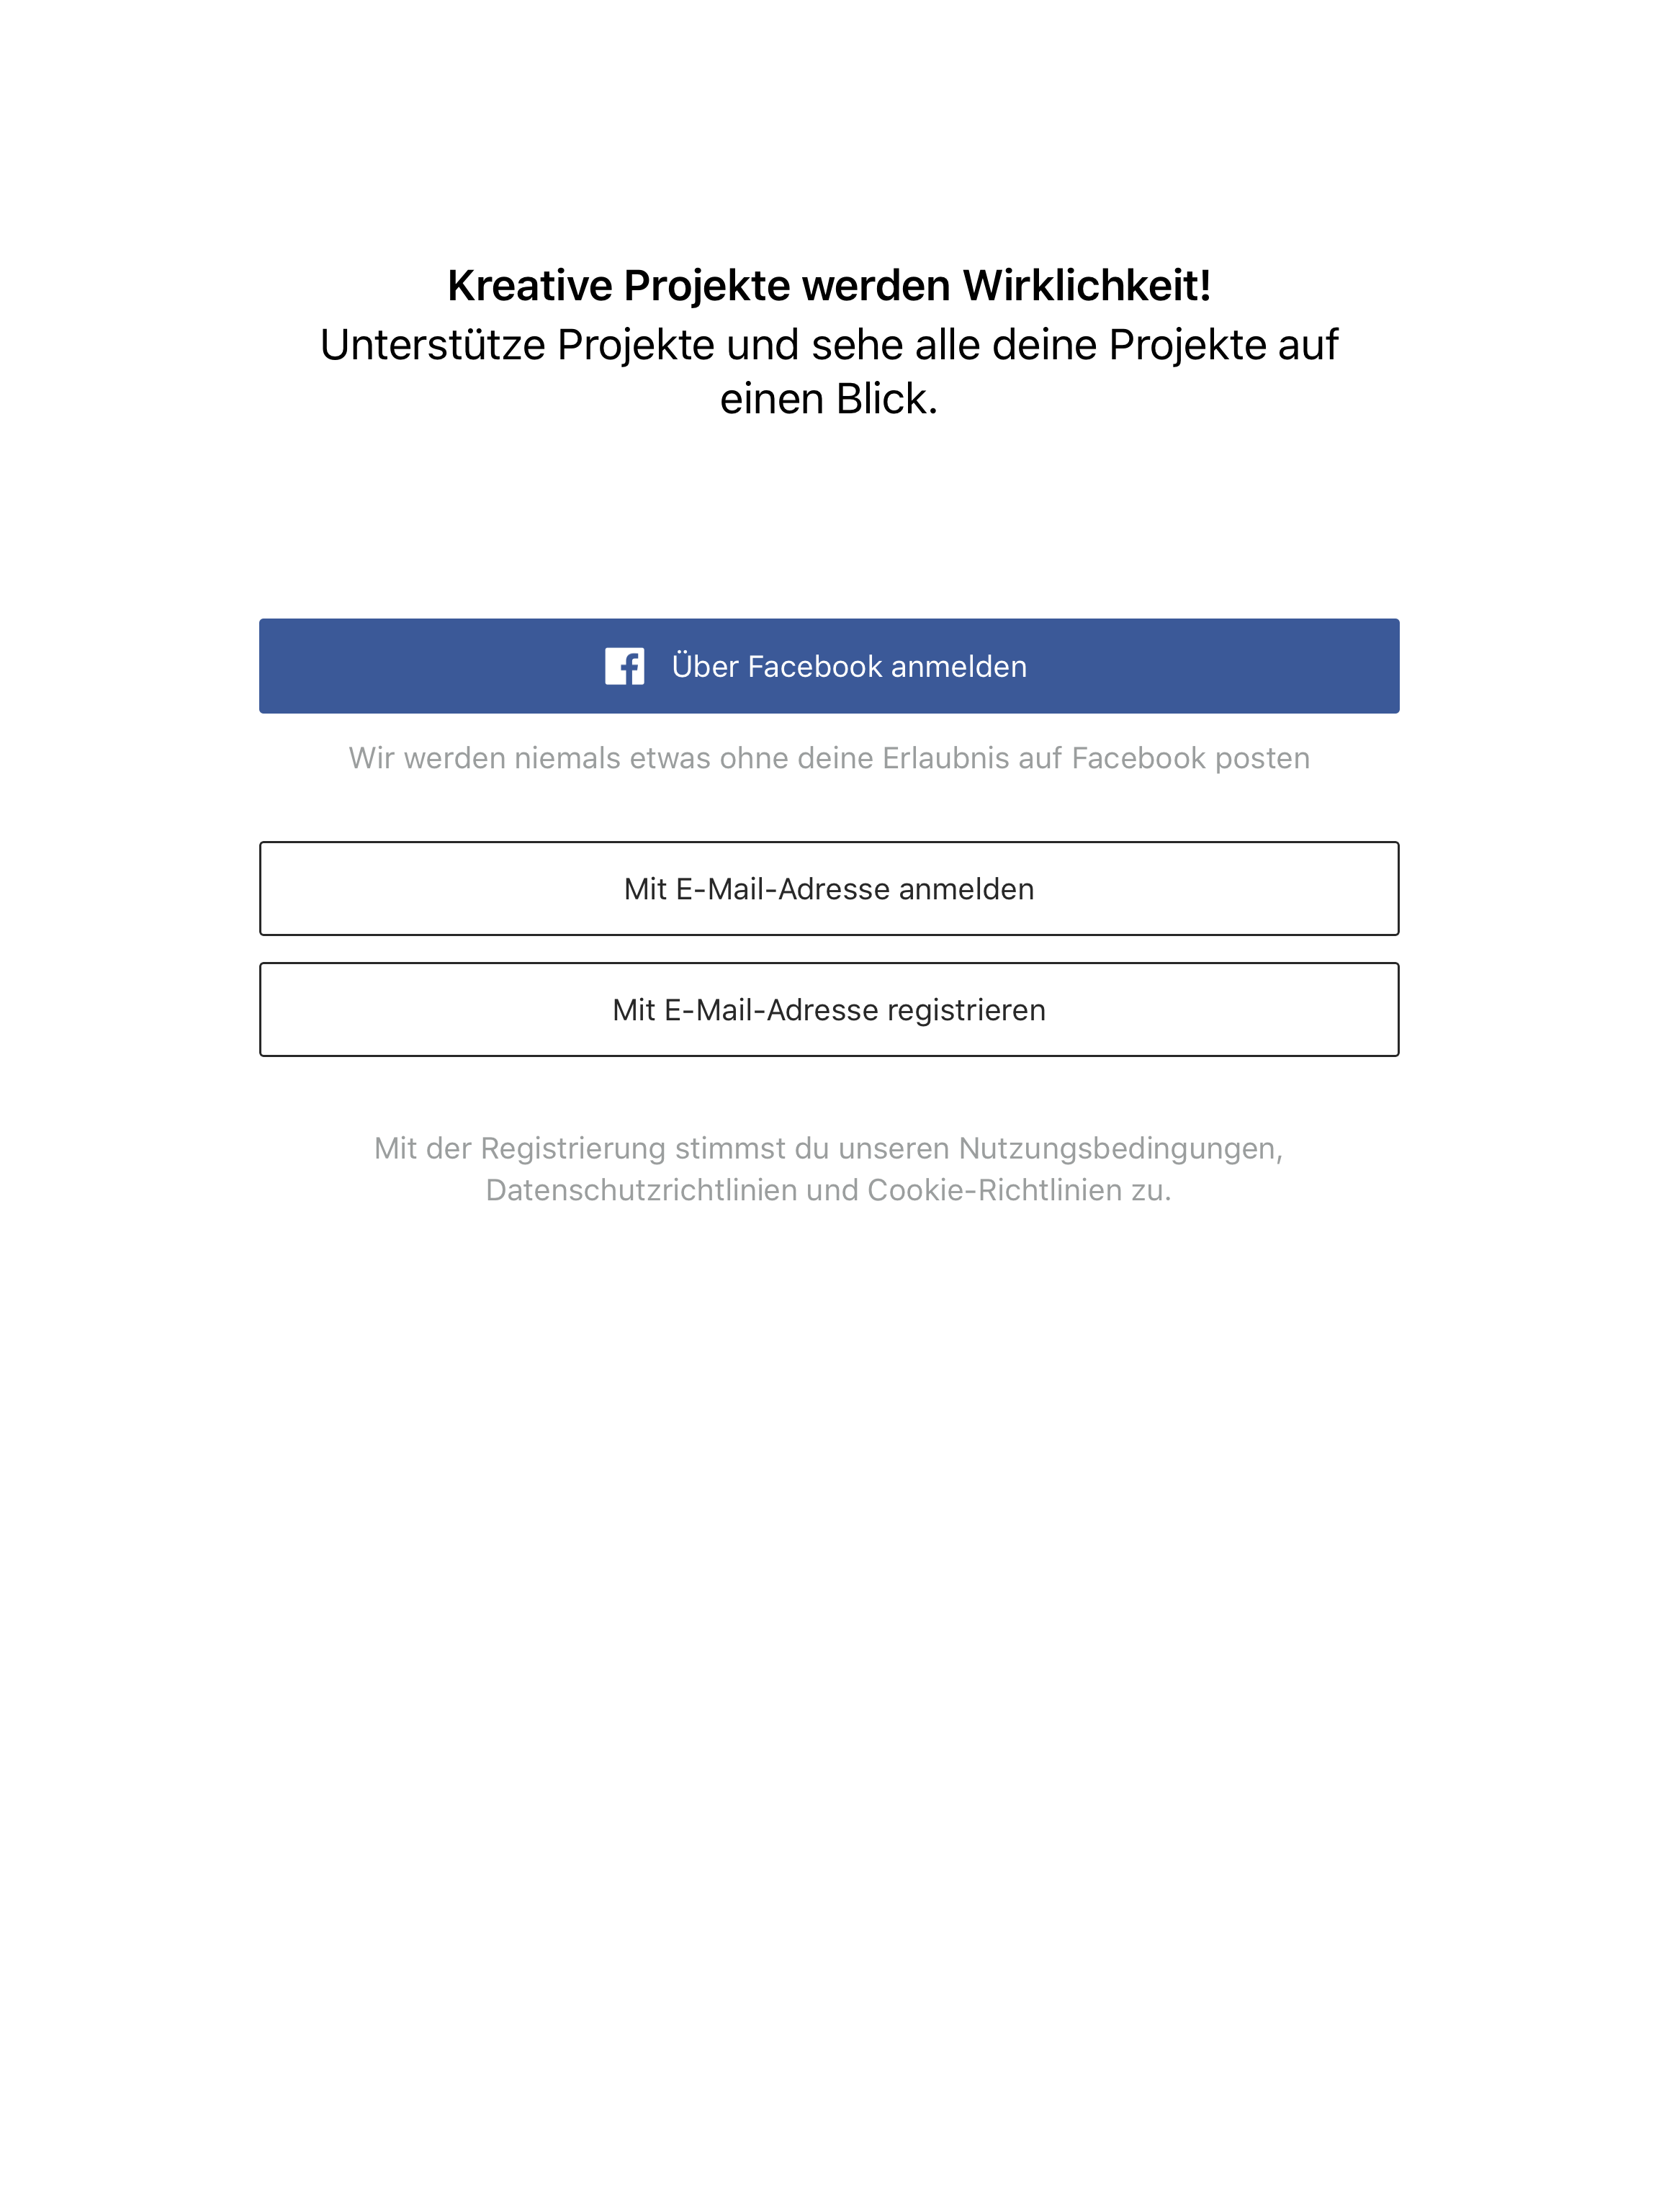 Kreative Projekte werden Wirklichkeit!
Unterstütze Projekte und sehe alle deine Projekte auf
einen Blick.
Über Facebook anmelden
Wir werden niemals etwas ohne deine Erlaubnis auf Facebook posten
Mit E-Mail-Adresse anmelden
Mit E-Mail-Adresse registrieren
Mit der Registrierung stimmst du unseren Nutzungsbedingungen,
Datenschutzrichtlinien und Cookie-Richtlinien zu.